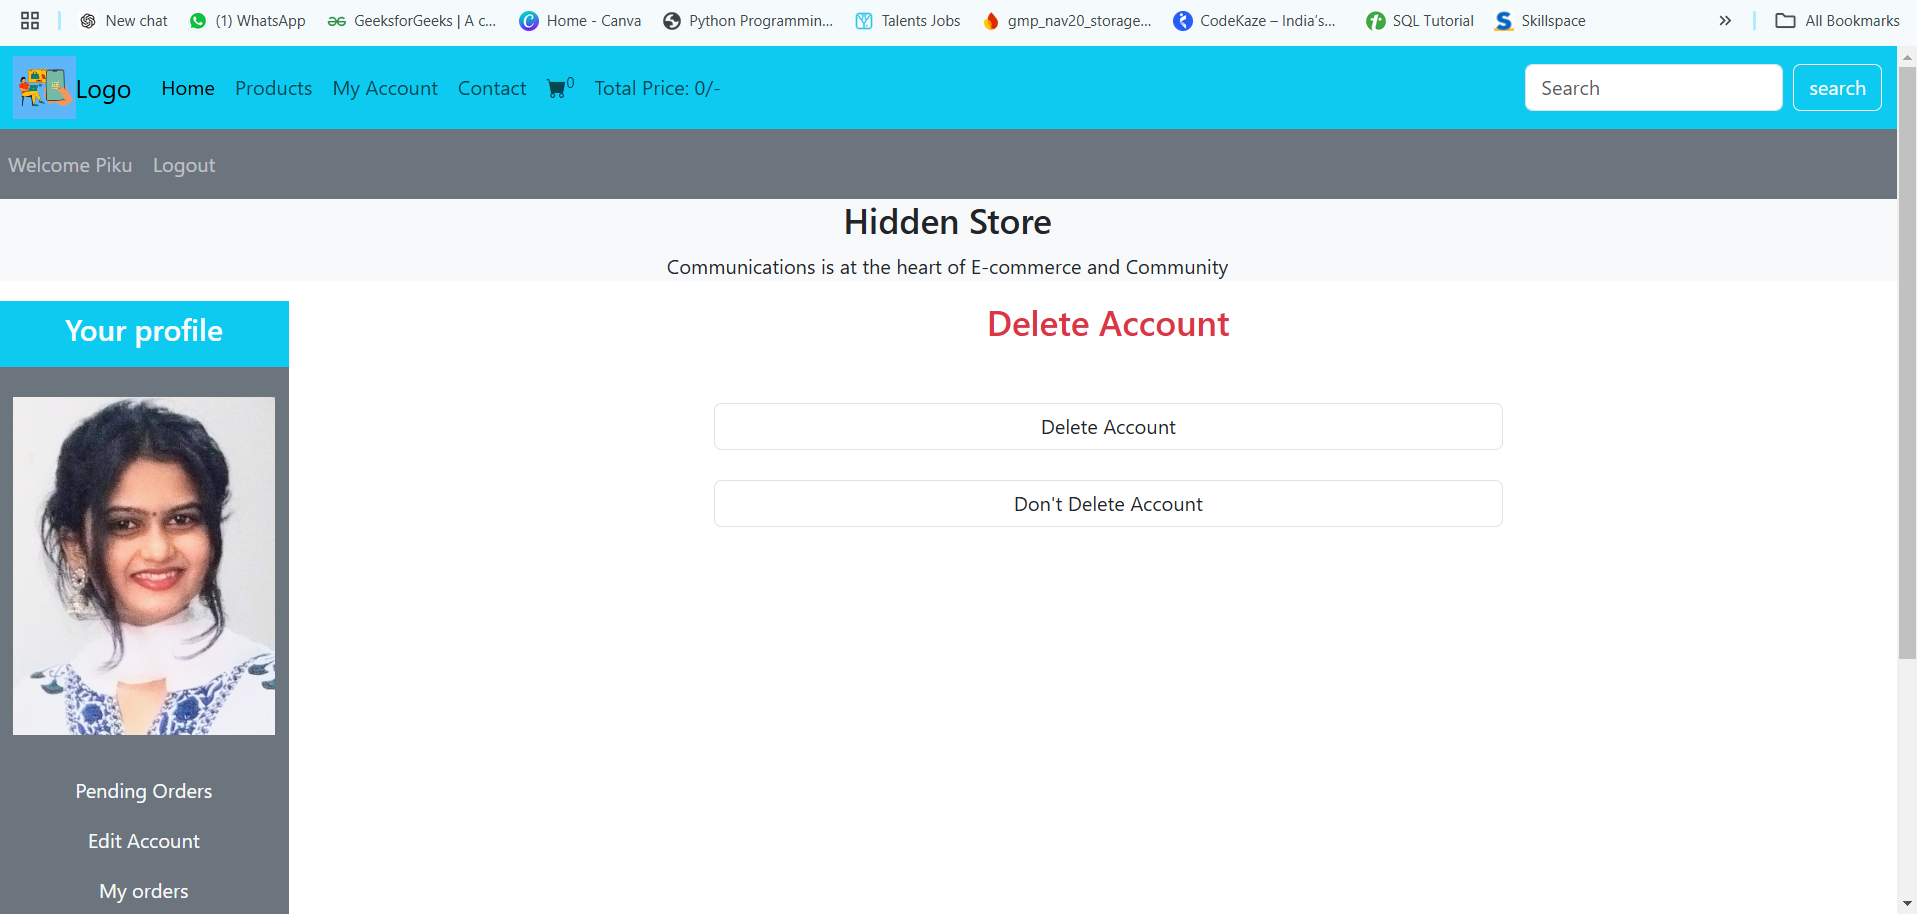 New chat (1) WhatsApp GeeksforGeeks | A c... Home - Canva Python Programmin... Talents Jobs gmp_nav20_storage... CodeKaze – India's... SQL Tutorial Skillspace » All Bookmarks
Logo Home Products My Account Contact 0 Total Price: 0/- Search search
Welcome Piku Logout
Hidden Store
Communications is at the heart of E-commerce and Community
Your profile
Delete Account
Delete Account
Don't Delete Account
Pending Orders
Edit Account
My orders